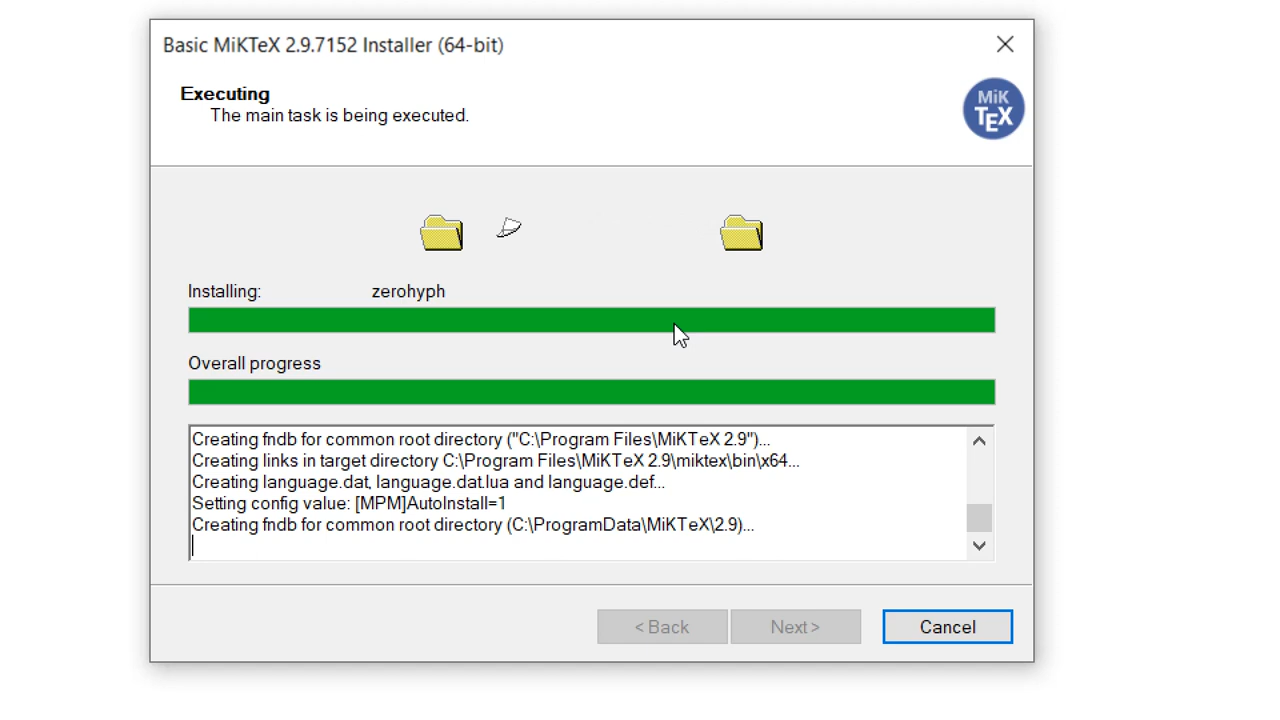 Basic MiKTeX 2.9.7152 Installer (64-bit)
Executing
The main task is being executed.
MiK
TEX
Installing: zerohyph
Overall progress
Creating fndb for common root directory ("C:\Program Files\MiKTeX 2.9")...
Creating links in target directory C:\Program Files\MiKTeX 2.9\miktex\bin\x64...
Creating language.dat, language.dat.lua and language.def...
Setting config value: [MPM]AutoInstall=1
Creating fndb for common root directory (C:\ProgramData\MiKTeX\2.9)...
< Back Next > Cancel